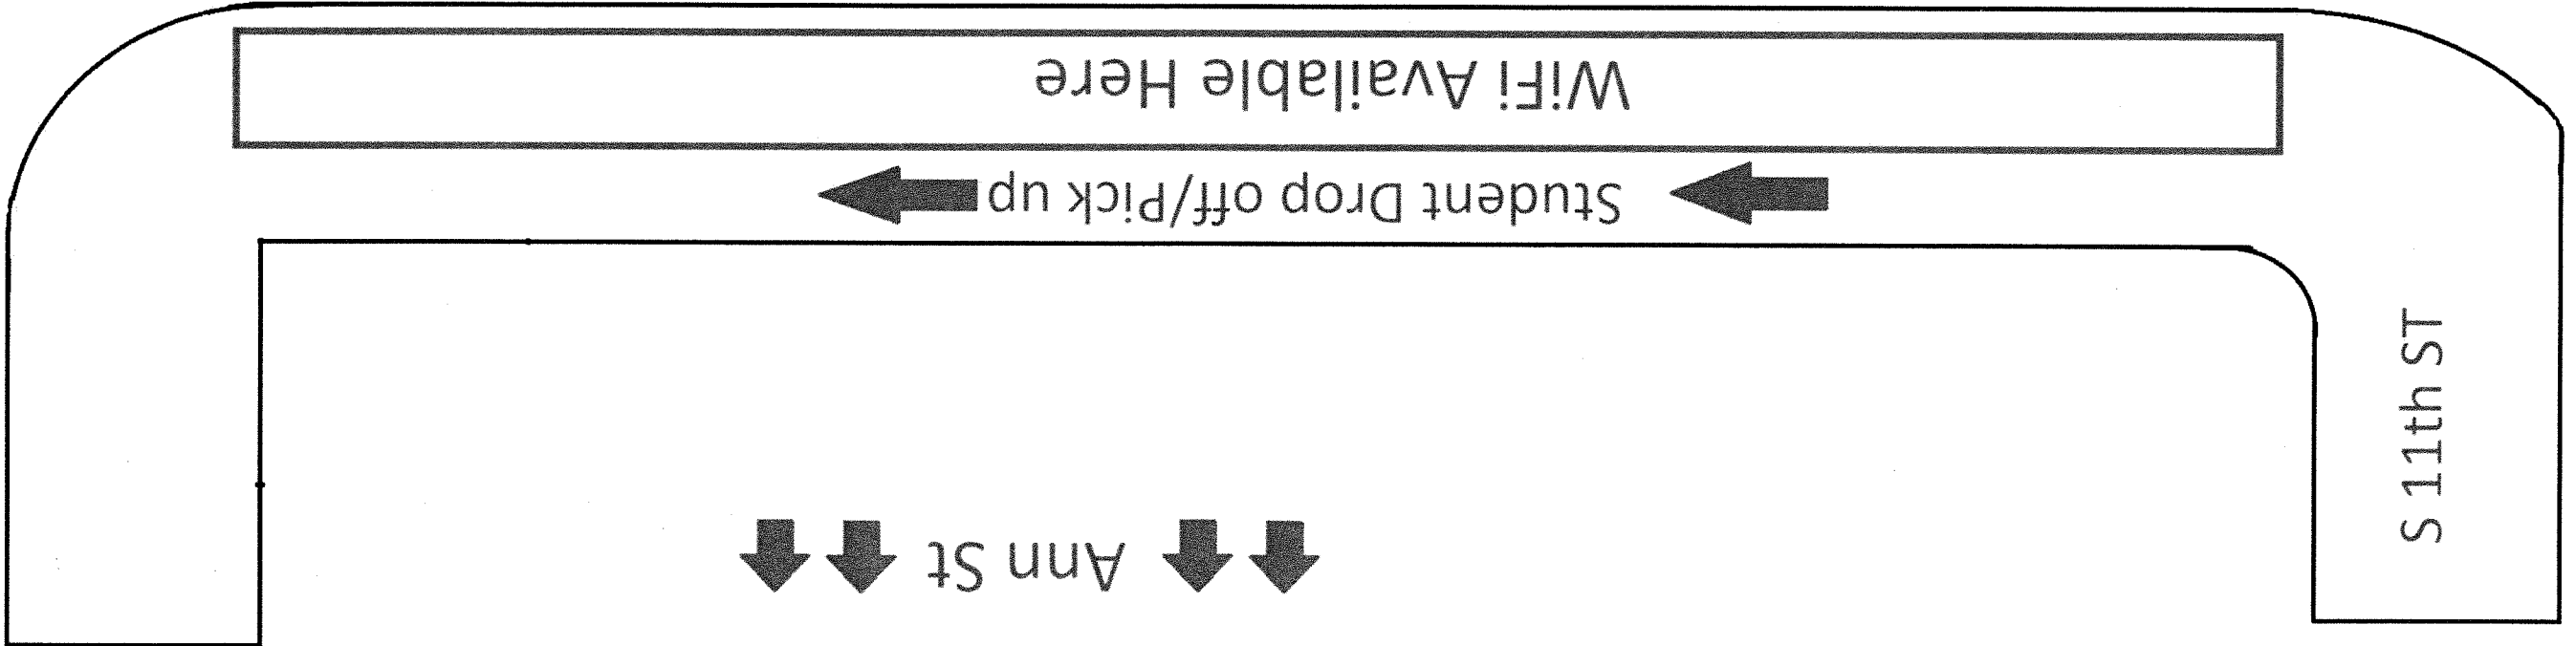 Ann St
Student Drop off/Pick up
WiFi Available Here
S 11th ST